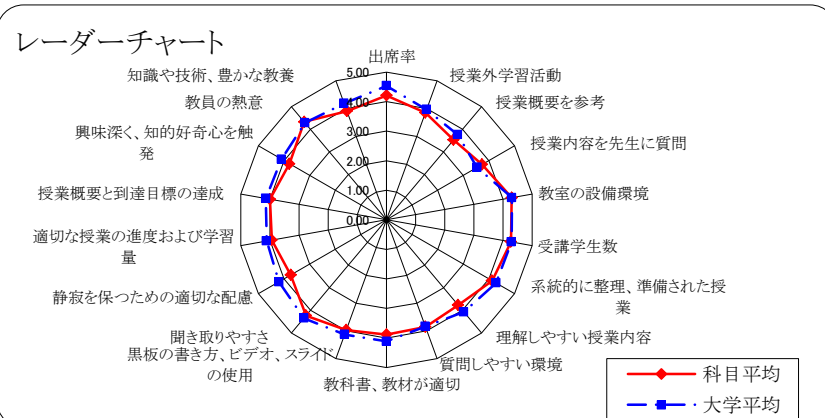 レーダーチャート
出席率
授業外学習活動
授業概要を参考
授業内容を先生に質問
教室の設備環境
受講学生数
系統的に整理、準備された授
業
理解しやすい授業内容
質問しやすい環境
教科書、教材が適切
黒板の書き方、ビデオ、スライド
の使用
聞き取りやすさ
静寂を保つための適切な配慮
適切な授業の進度および学習
量
授業概要と到達目標の達成
興味深く、知的好奇心を触
発
教員の熱意
知識や技術、豊かな教養
5.00
4.00
3.00
2.00
1.00
0.00
科目平均
大学平均